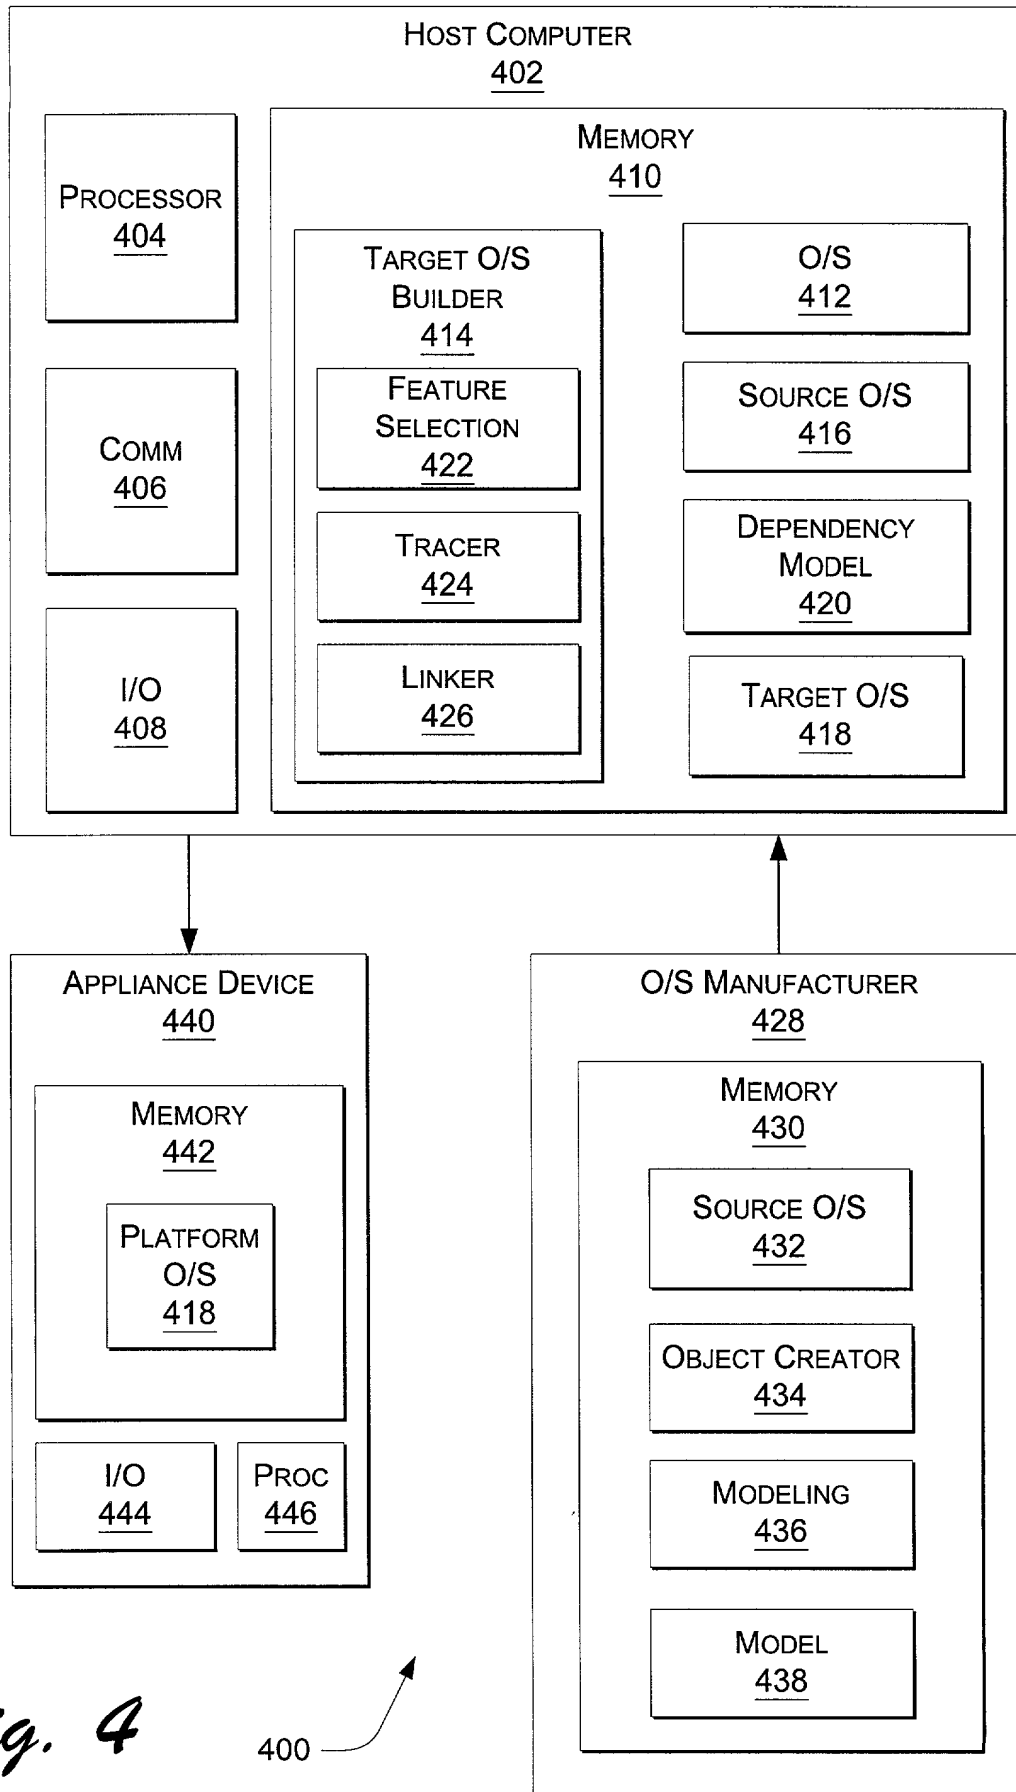 HOST COMPUTER
402
PROCESSOR
404
COMM
406
I/O
408
MEMORY
410
TARGET O/S
BUILDER
414
FEATURE
SELECTION
422
TRACER
424
LINKER
426
O/S
412
SOURCE O/S
416
DEPENDENCY
MODEL
420
TARGET O/S
418
APPLIANCE DEVICE
440
MEMORY
442
PLATFORM
O/S
418
I/O
444
PROC
446
O/S MANUFACTURER
428
MEMORY
430
SOURCE O/S
432
OBJECT CREATOR
434
MODELING
436
MODEL
438
ig. 4
400